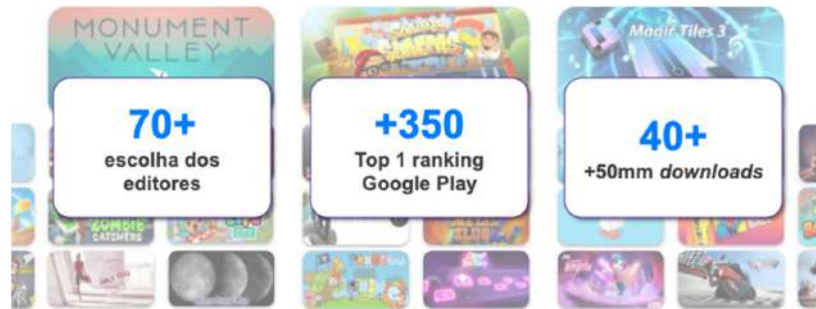 MONUMENT
VALLEY
Magic Tiles 3
70+
escolha dos
editores
+350
Top 1 ranking
Google Play
40+
+50mm downloads
ZOMBIE
CATCHERS